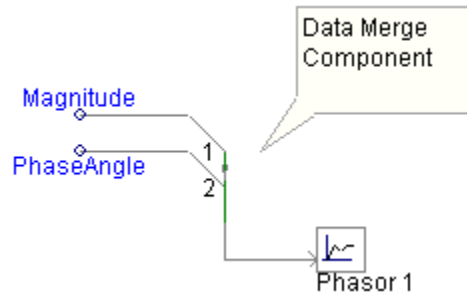 Data Merge
Component
Magnitude
1
PhaseAngle
2
Phasor 1